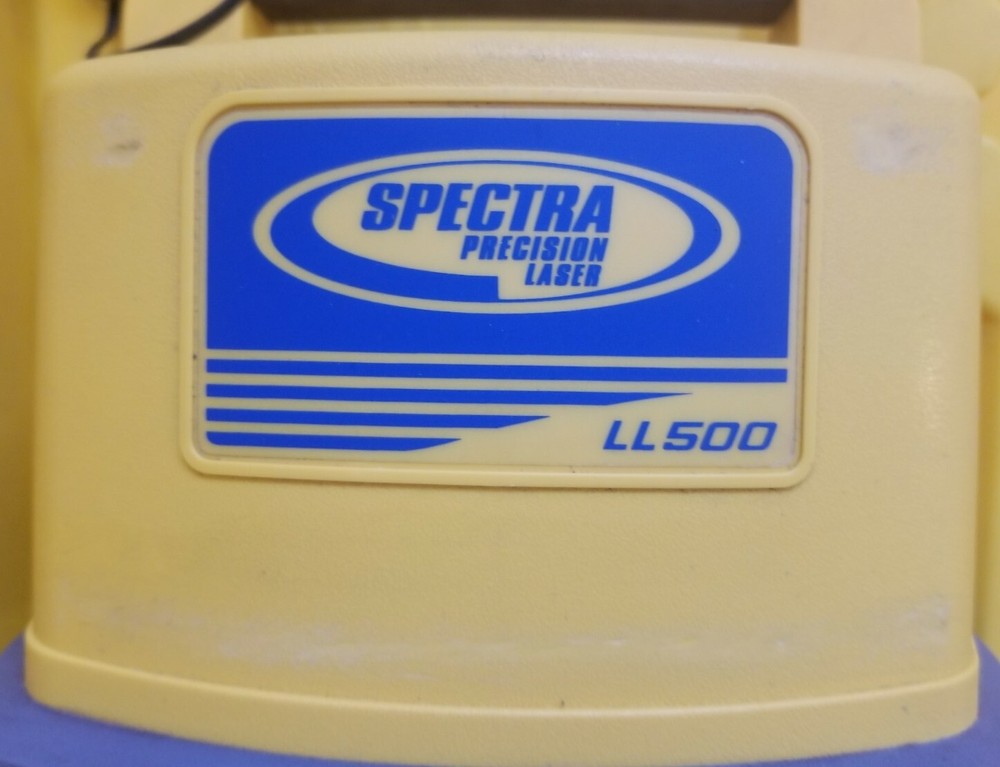 SPECTRA
PRECISION
LASER
LL500